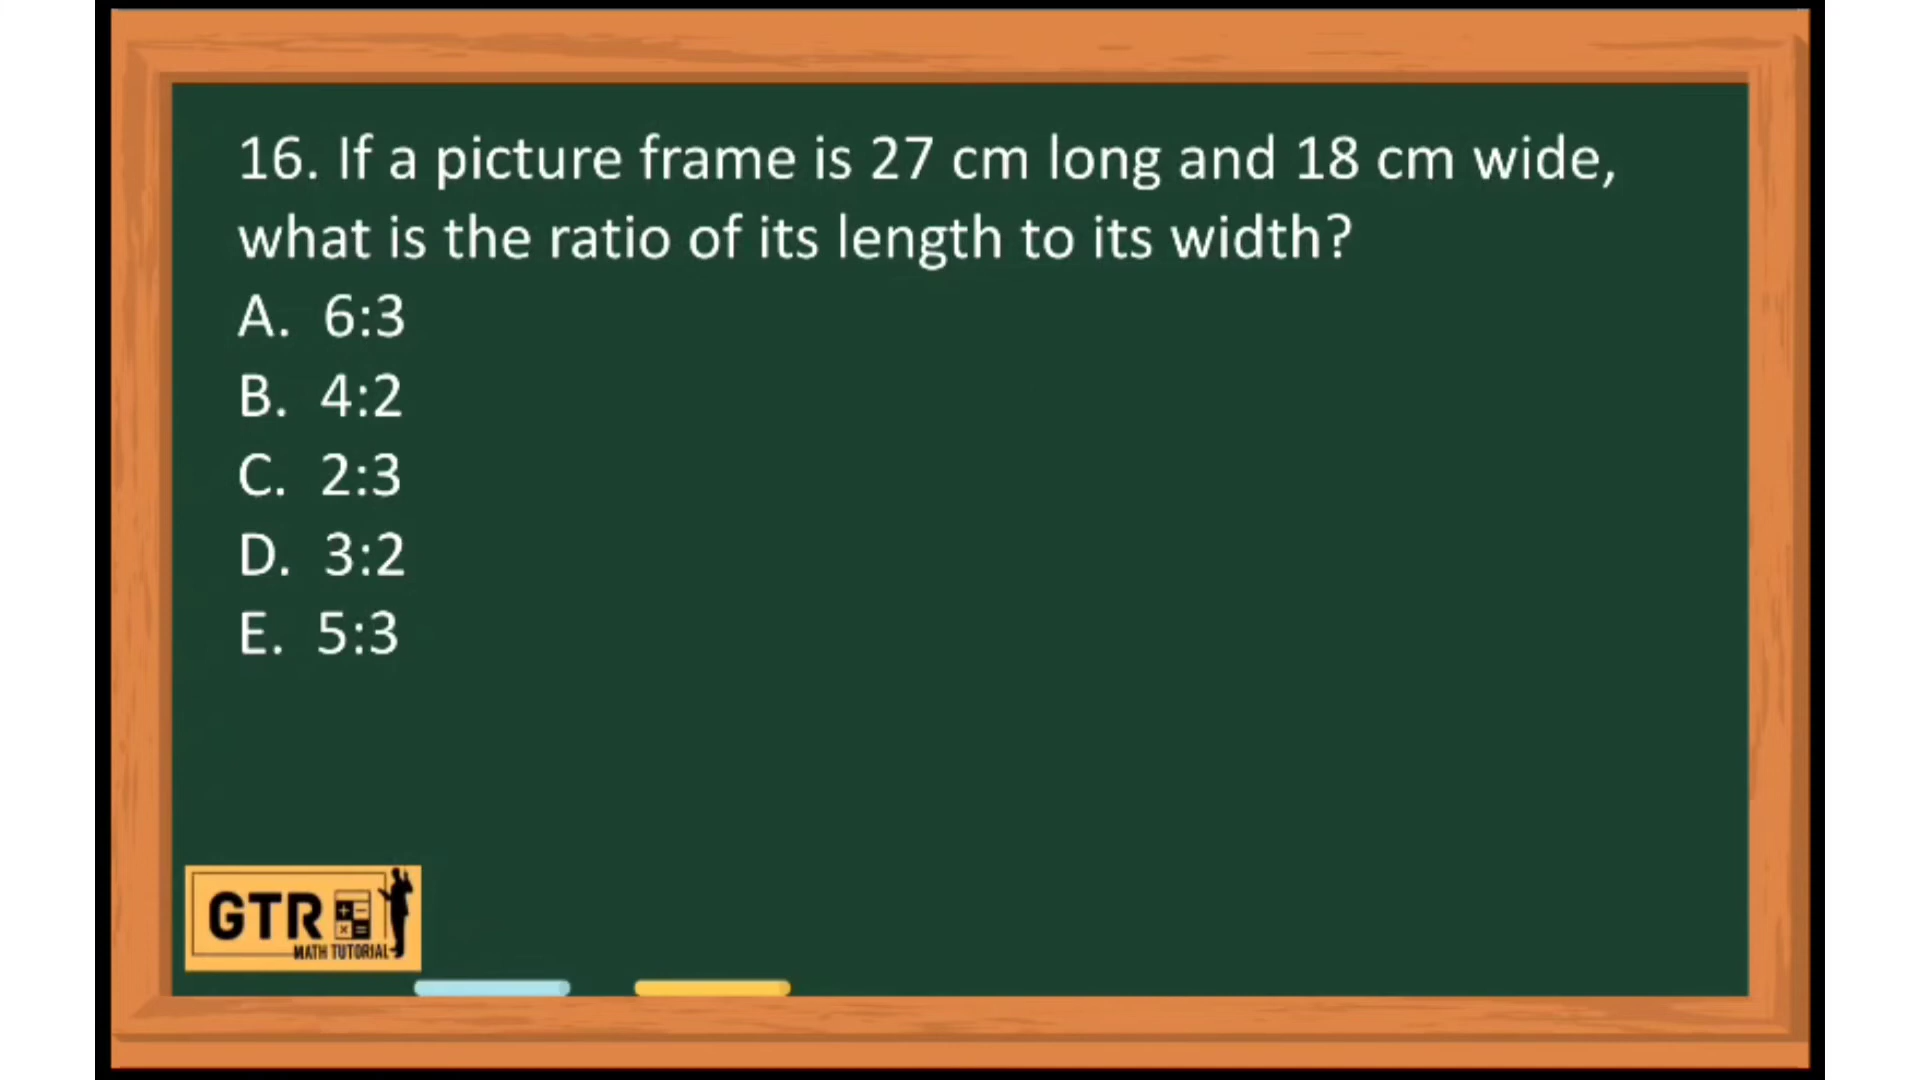 16. If a picture frame is 27 cm long and 18 cm wide,
what is the ratio of its length to its width?
A. 6:3
B. 4:2
C. 2:3
D. 3:2
E. 5:3
GTR
MATH TUTORIAL